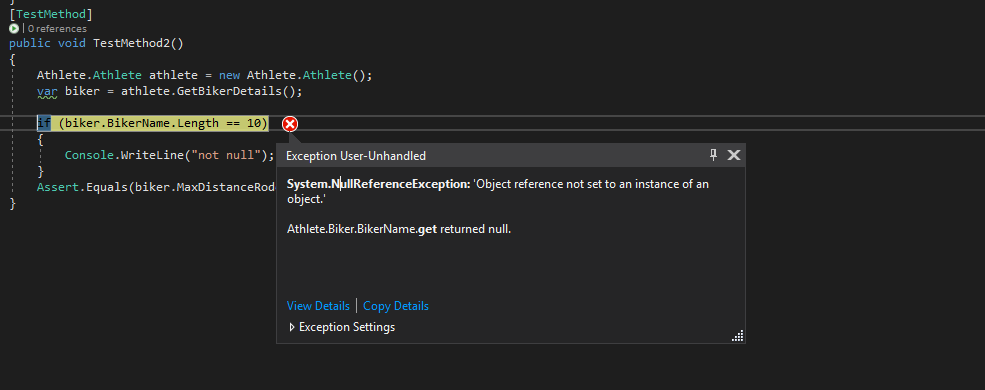 }
[TestMethod]
| 0 references
public void TestMethod2()
{
Athlete.Athlete athlete = new Athlete.Athlete();
var biker = athlete.GetBikerDetails();
if (biker.BikerName.Length == 10)
{
Console.WriteLine("not null");
}
Assert.Equals(biker.MaxDistanceRod
}
Exception User-Unhandled
System.NullReferenceException: 'Object reference not set to an instance of an
object.'
Athlete.Biker.BikerName.get returned null.
View Details | Copy Details
Exception Settings